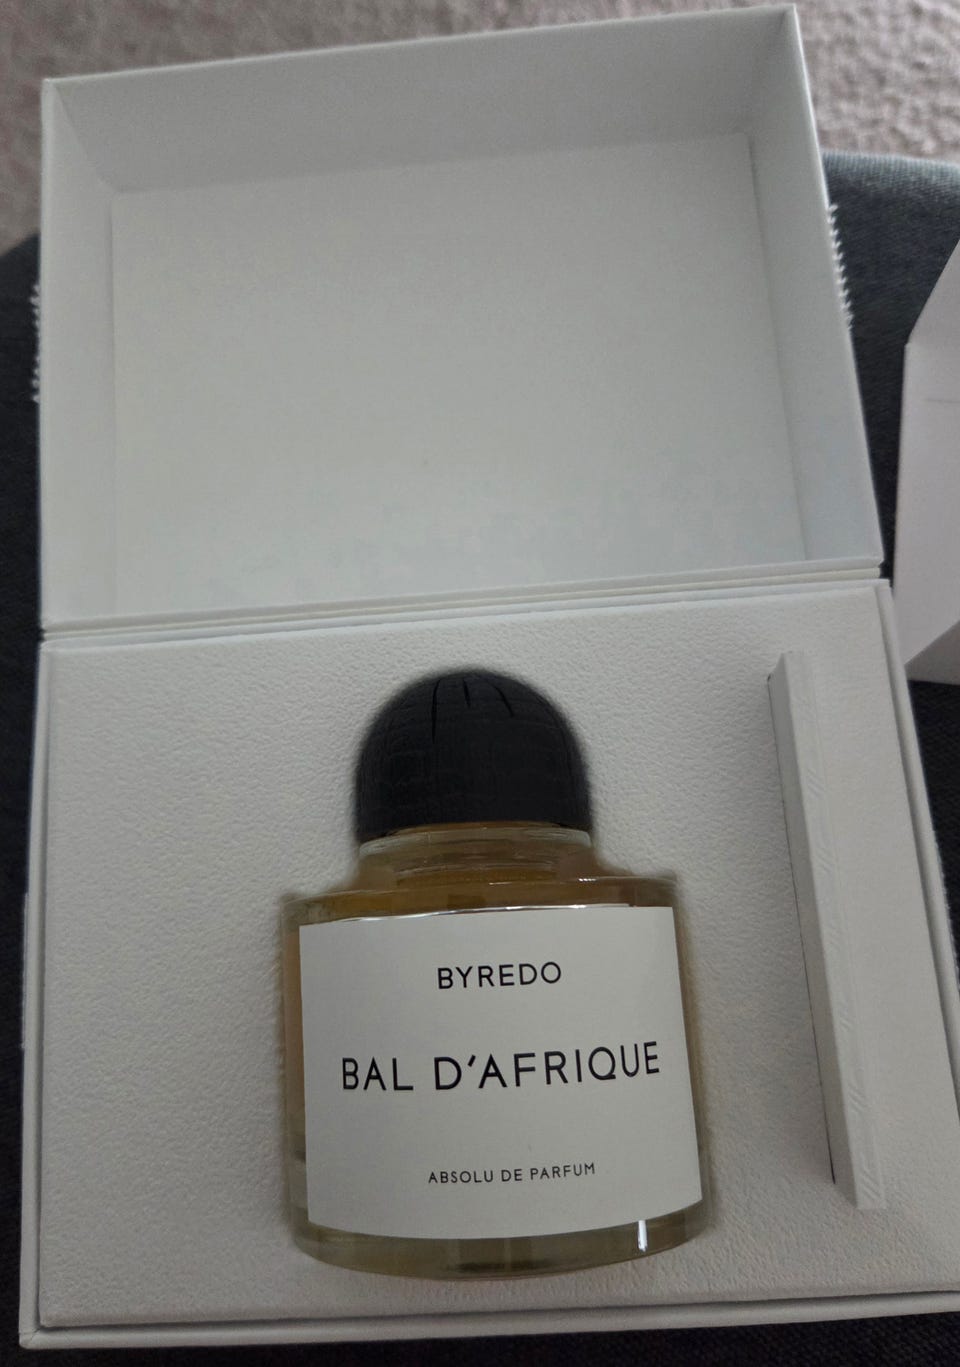 BYREDO
BAL D'AFRIQUE
ABSOLU DE PARFUM